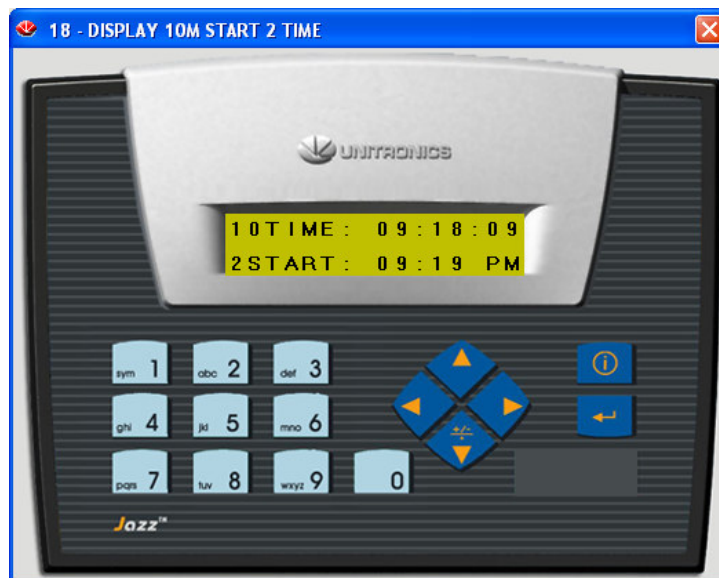 18 - DISPLAY 10M START 2 TIME
UNITRONICS
10TIME: 09:18:09
2START: 09:19 PM
sym 1 abc 2 def 3
ghi 4 jkl 5 mno 6
+/-
pqrs 7 tuv 8 wxyz 9 0
Jazz™